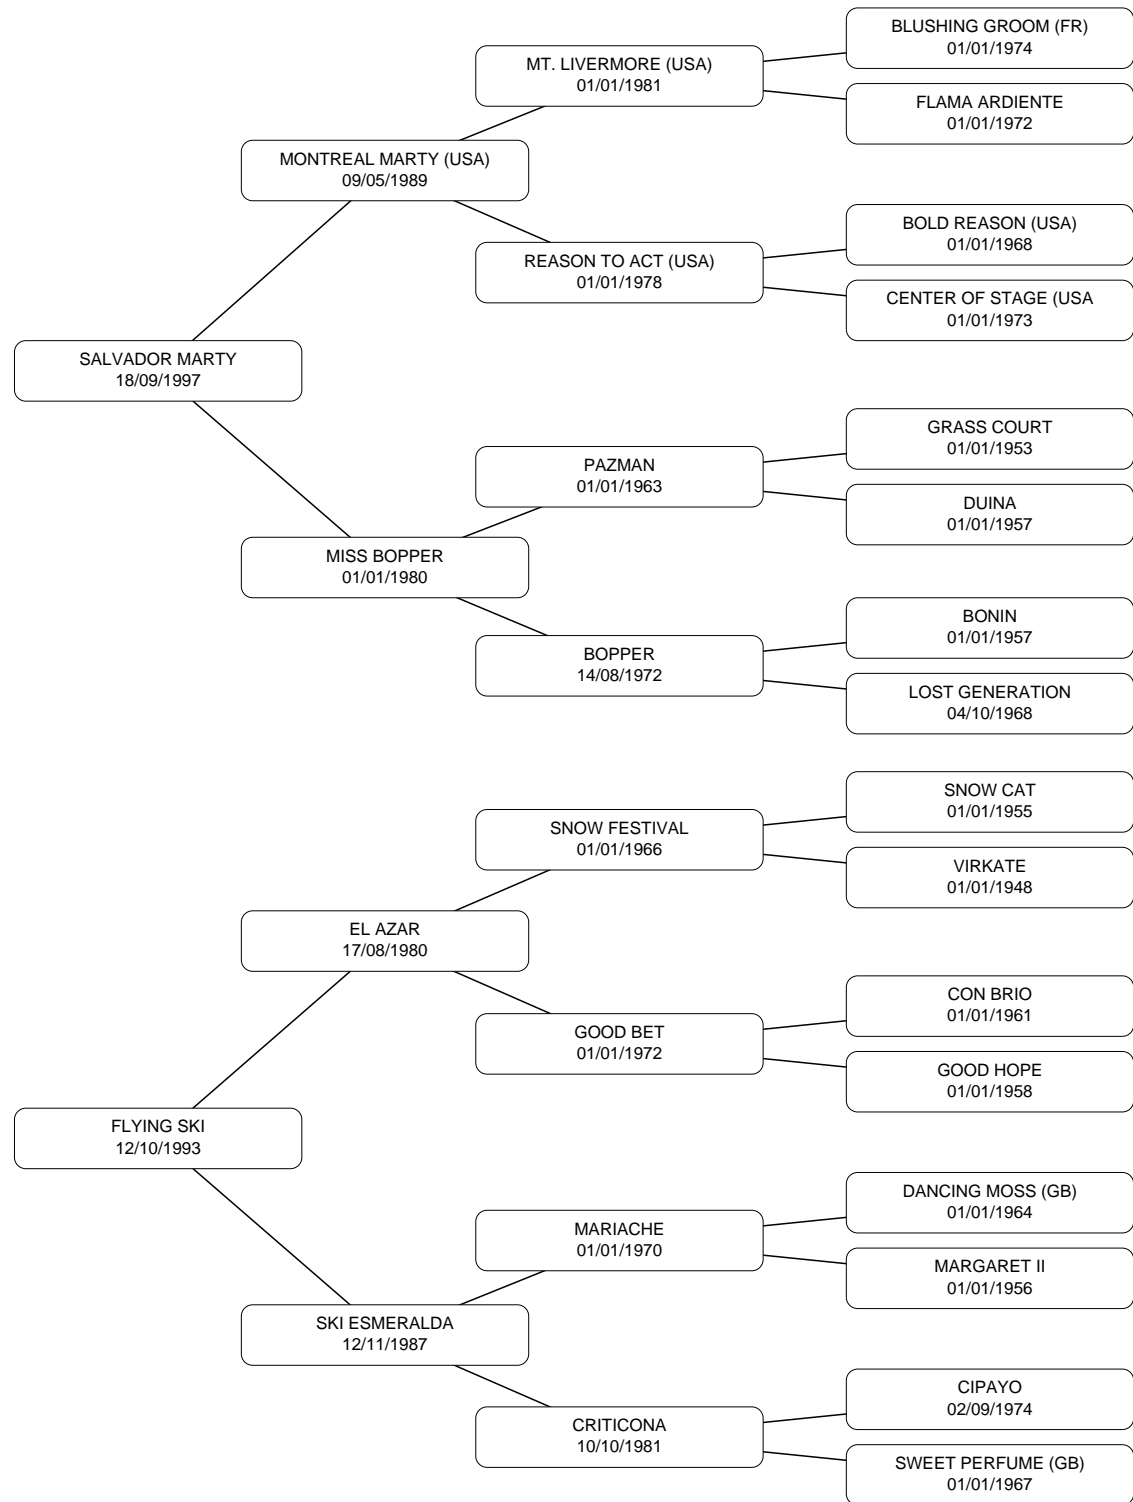 BLUSHING GROOM (FR)
01/01/1974
MT. LIVERMORE (USA)
01/01/1981
FLAMA ARDIENTE
01/01/1972
MONTREAL MARTY (USA)
09/05/1989
BOLD REASON (USA)
01/01/1968
REASON TO ACT (USA)
01/01/1978
CENTER OF STAGE (USA
01/01/1973
SALVADOR MARTY
18/09/1997
GRASS COURT
01/01/1953
PAZMAN
01/01/1963
DUINA
01/01/1957
MISS BOPPER
01/01/1980
BONIN
01/01/1957
BOPPER
14/08/1972
LOST GENERATION
04/10/1968
SNOW CAT
01/01/1955
SNOW FESTIVAL
01/01/1966
VIRKATE
01/01/1948
EL AZAR
17/08/1980
CON BRIO
01/01/1961
GOOD BET
01/01/1972
GOOD HOPE
01/01/1958
FLYING SKI
12/10/1993
DANCING MOSS (GB)
01/01/1964
MARIACHE
01/01/1970
MARGARET II
01/01/1956
SKI ESMERALDA
12/11/1987
CIPAYO
02/09/1974
CRITICONA
10/10/1981
SWEET PERFUME (GB)
01/01/1967